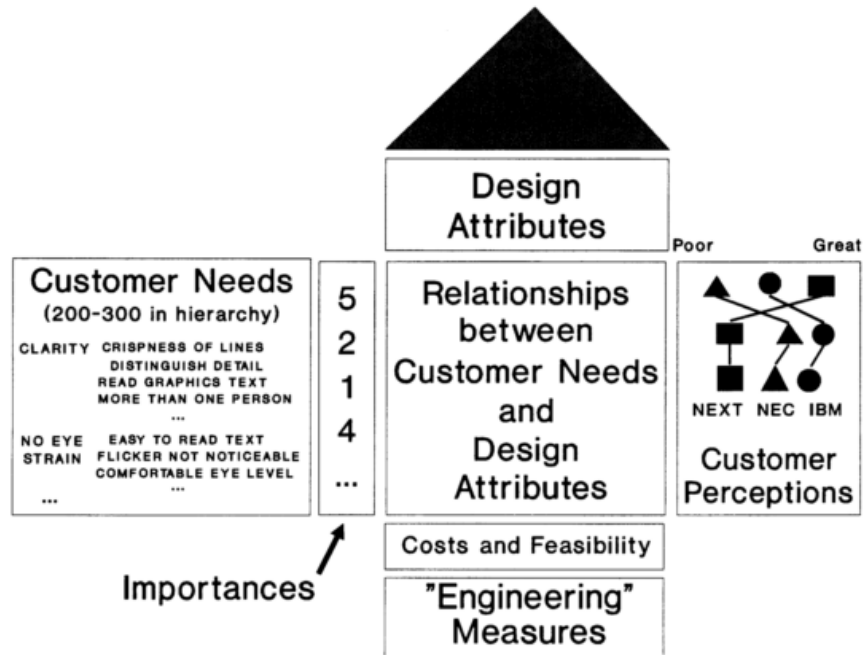 Design
Attributes
Poor Great
Customer Needs
(200-300 in hierarchy)
CLARITY CRISPNESS OF LINES
DISTINGUISH DETAIL
READ GRAPHICS TEXT
MORE THAN ONE PERSON
...
NO EYE EASY TO READ TEXT
STRAIN FLICKER NOT NOTICEABLE
COMFORTABLE EYE LEVEL
...
...
5
2
1
4
...
Importances
Relationships
between
Customer Needs
and
Design
Attributes
NEXT NEC IBM
Customer
Perceptions
Costs and Feasibility
"Engineering"
Measures